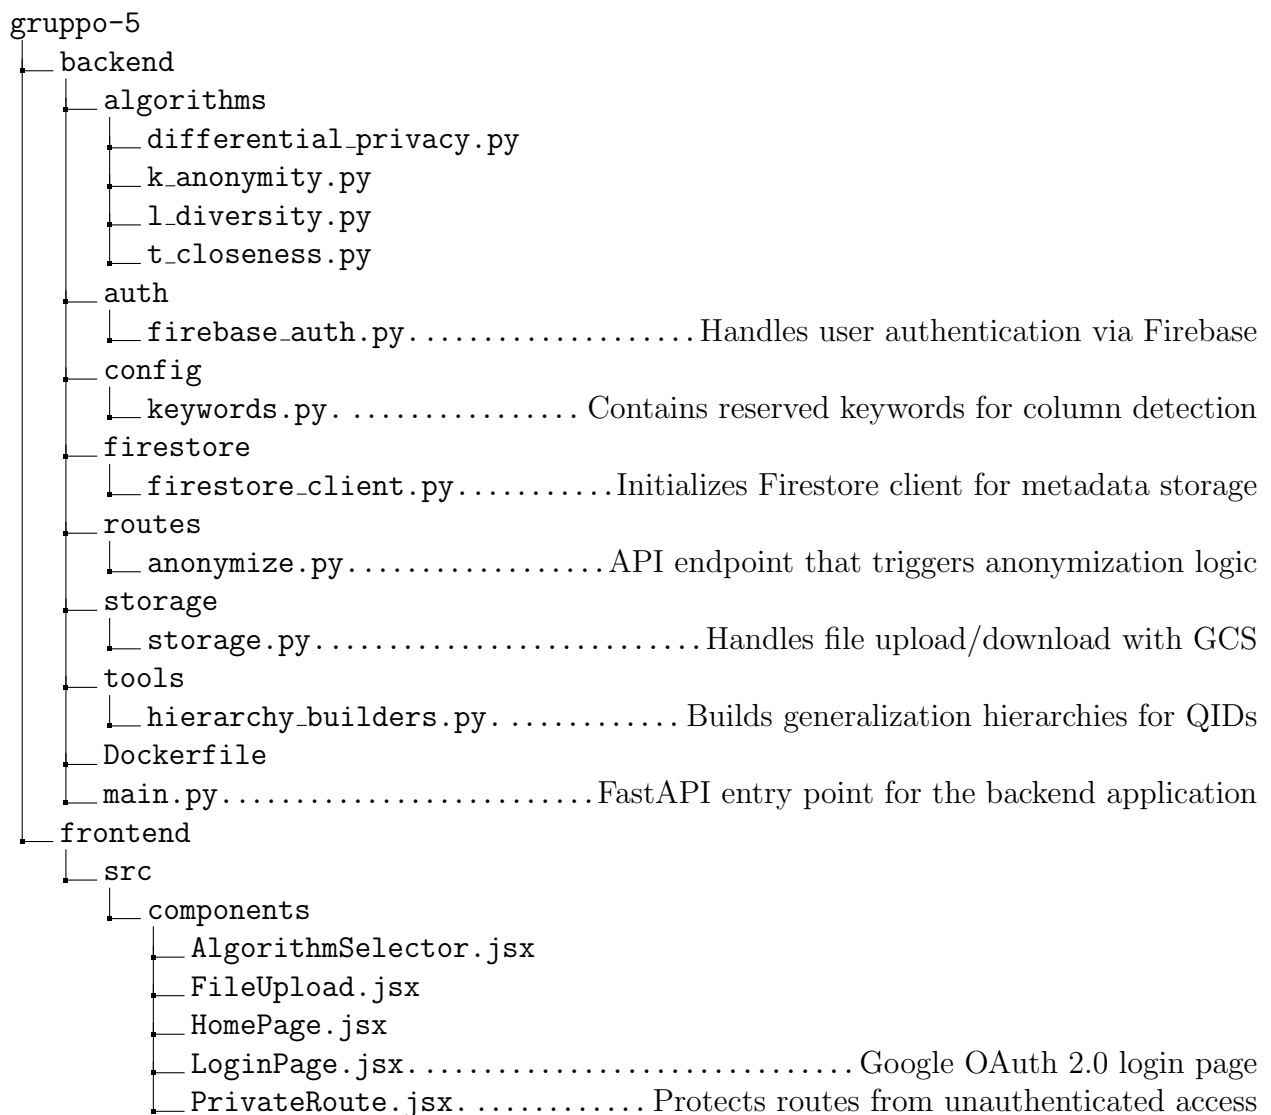 gruppo-5
backend
algorithms
differential_privacy.py
k_anonymity.py
l_diversity.py
t_closeness.py
auth
firebase_auth.py....................Handles user authentication via Firebase
config
keywords.py.................Contains reserved keywords for column detection
firestore
firestore_client.py...........Initializes Firestore client for metadata storage
routes
anonymize.py..................API endpoint that triggers anonymization logic
storage
storage.py...........................Handles file upload/download with GCS
tools
hierarchy_builders.py..............Builds generalization hierarchies for QIDs
Dockerfile
main.py..........................FastAPI entry point for the backend application
frontend
src
components
AlgorithmSelector.jsx
FileUpload.jsx
HomePage.jsx
LoginPage.jsx...............................Google OAuth 2.0 login page
PrivateRoute.jsx..............Protects routes from unauthenticated access